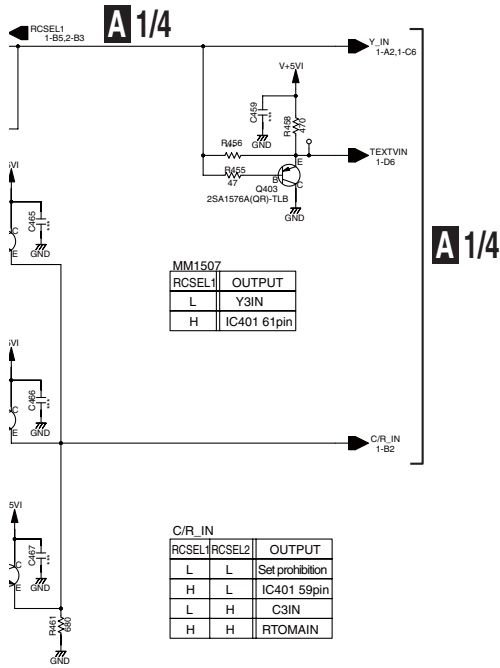 RCSEL1
1-B5,2-B3
A 1/4
Y_IN
1-A2,1-C6
V+5VI
C459
***
R458
470
GND
R456
***
TEXTVIN
1-D6
E
R455
47
B
C
Q403
2SA1576A(QR)-TLB
GND
5VI
C465
***
C
E
GND
A 1/4
MM1507
RCSEL1 OUTPUT
L Y3IN
H IC401 61pin
5VI
C466
***
C
E
GND
C/R_IN
1-B2
5VI
C467
***
C
E
GND
C/R_IN
RCSEL1 RCSEL2 OUTPUT
L L Set prohibition
H L IC401 59pin
L H C3IN
H H RTOMAIN
R461
680
GND